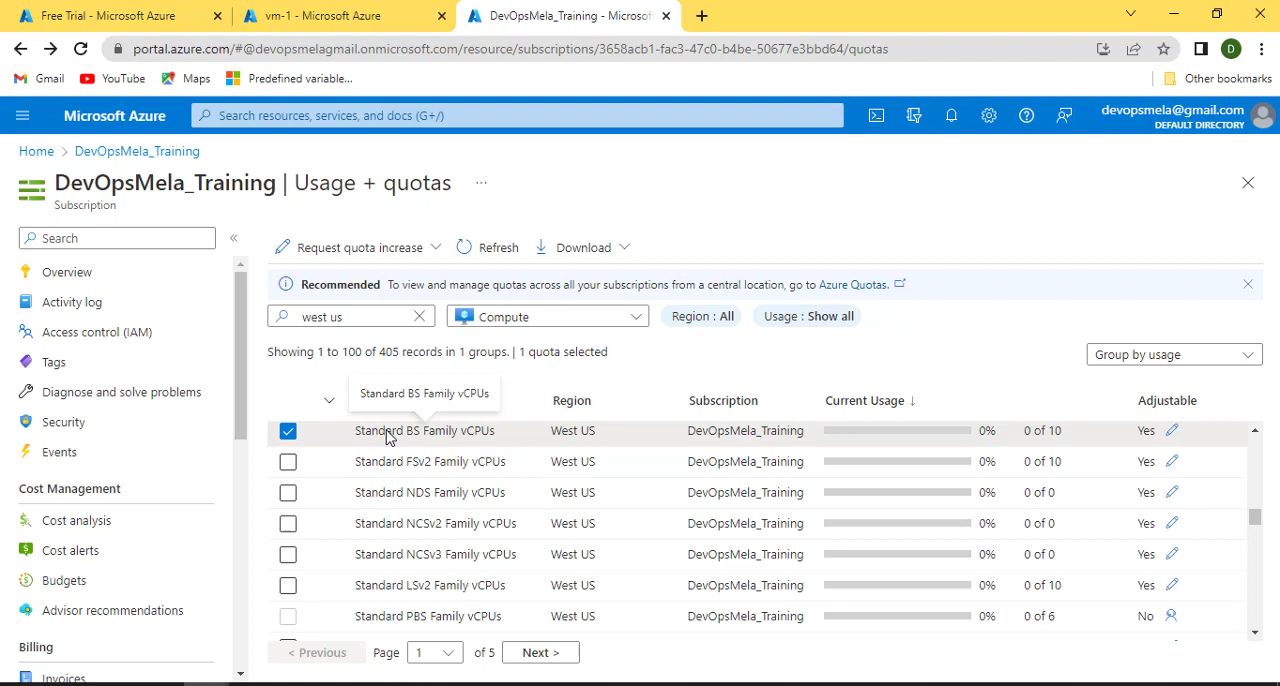 Free Trial - Microsoft Azure
vm-1 - Microsoft Azure
DevOpsMela_Training - Microsof
portal.azure.com/#@devopsmelagmail.onmicrosoft.com/resource/subscriptions/3658acb1-fac3-47c0-b4be-50677e3bbd64/quotas
D
Gmail YouTube Maps Predefined variable... Other bookmarks
Microsoft Azure Search resources, services, and docs (G+/) devopsmela@gmail.com
DEFAULT DIRECTORY
Home > DevOpsMela_Training
DevOpsMela_Training | Usage + quotas ...
Subscription
Search «
Overview
Activity log
Access control (IAM)
Tags
Diagnose and solve problems
Security
Events
Cost Management
Cost analysis
Cost alerts
Budgets
Advisor recommendations
Billing
Invoices
Request quota increase Refresh Download
Recommended To view and manage quotas across all your subscriptions from a central location, go to Azure Quotas.
west us Compute Region : All Usage : Show all
Showing 1 to 100 of 405 records in 1 groups. | 1 quota selected
Group by usage
Standard BS Family vCPUs
Region Subscription Current Usage ↓ Adjustable
Standard BS Family vCPUs West US DevOpsMela_Training 0% 0 of 10 Yes
Standard FSv2 Family vCPUs West US DevOpsMela_Training 0% 0 of 10 Yes
Standard NDS Family vCPUs West US DevOpsMela_Training 0% 0 of 0 Yes
Standard NCSv2 Family vCPUs West US DevOpsMela_Training 0% 0 of 0 Yes
Standard NCSv3 Family vCPUs West US DevOpsMela_Training 0% 0 of 0 Yes
Standard LSv2 Family vCPUs West US DevOpsMela_Training 0% 0 of 10 Yes
Standard PBS Family vCPUs West US DevOpsMela_Training 0% 0 of 6 No
< Previous Page 1 of 5 Next >